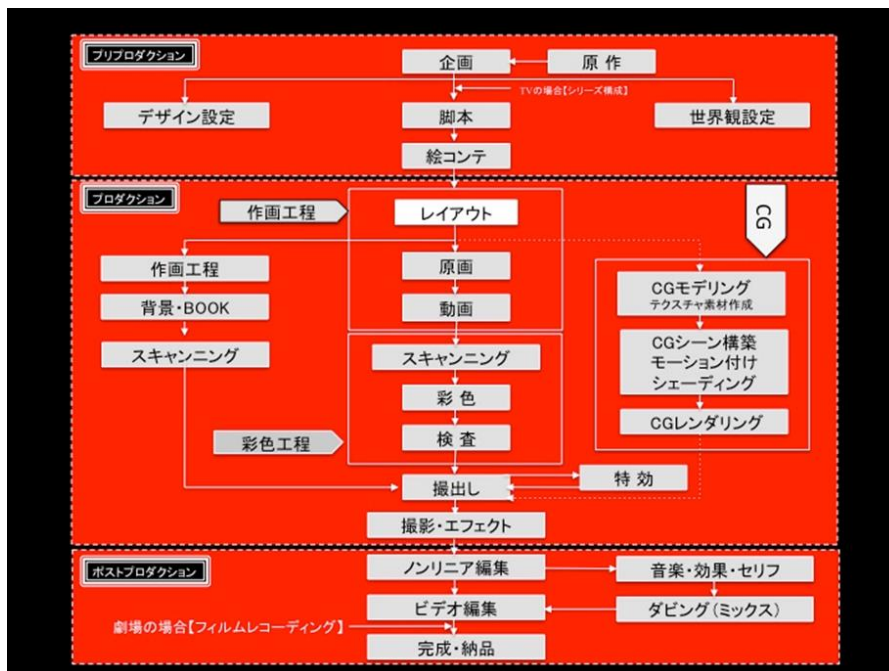 プリプロダクション
企画
原作
TVの場合【シリーズ構成】
デザイン設定
脚本
世界観設定
絵コンテ
プロダクション
作画工程
レイアウト
CG
作画工程
原画
背景・BOOK
動画
CGモデリング
テクスチャ素材作成
スキャンニング
スキャンニング
CGシーン構築
モーション付け
シェーディング
彩色
CGレンダリング
彩色工程
検査
撮出し
特効
撮影・エフェクト
ポストプロダクション
ノンリニア編集
音楽・効果・セリフ
ビデオ編集
ダビング(ミックス)
劇場の場合【フィルムレコーディング】
完成・納品